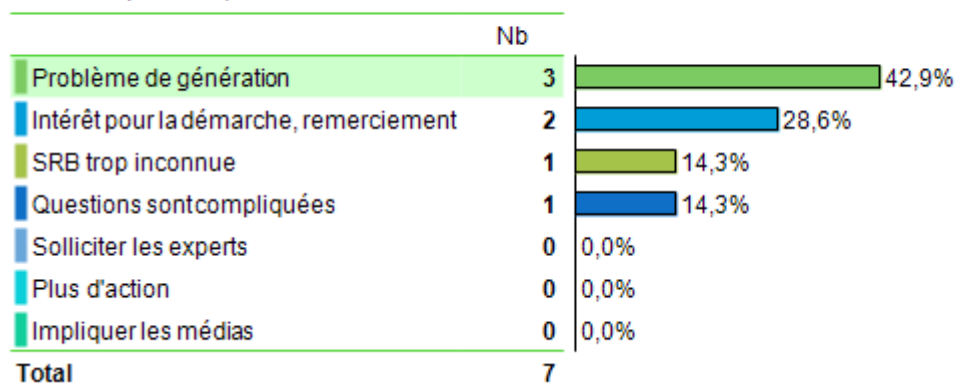 Nb
Problème de génération 3 42,9%
Intérêt pour la démarche, remerciement 2 28,6%
SRB trop inconnue 1 14,3%
Questions sont compliquées 1 14,3%
Solliciter les experts 0 0,0%
Plus d'action 0 0,0%
Impliquer les médias 0 0,0%
Total 7